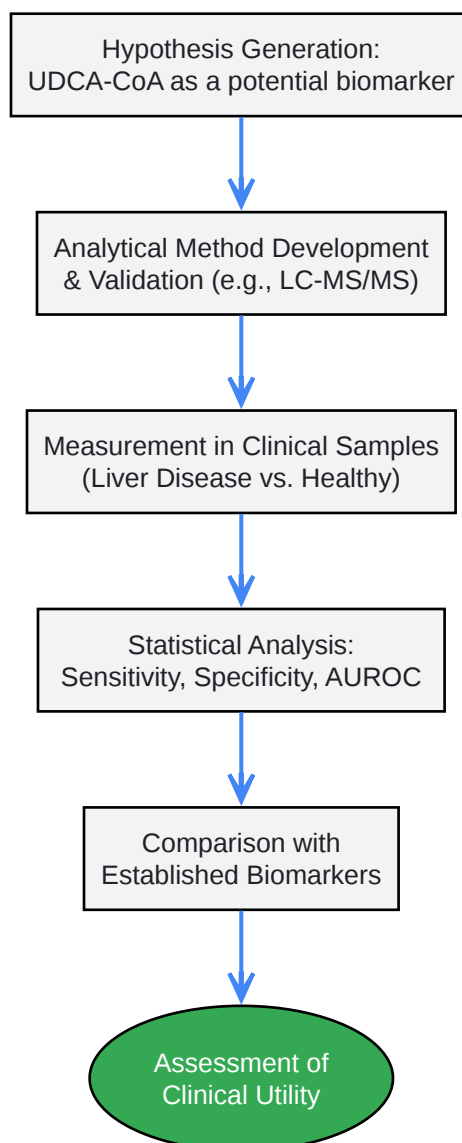 Hypothesis Generation:
UDCA-CoA as a potential biomarker
Analytical Method Development
& Validation (e.g., LC-MS/MS)
Measurement in Clinical Samples
(Liver Disease vs. Healthy)
Statistical Analysis:
Sensitivity, Specificity, AUROC
Comparison with
Established Biomarkers
Assessment of
Clinical Utility